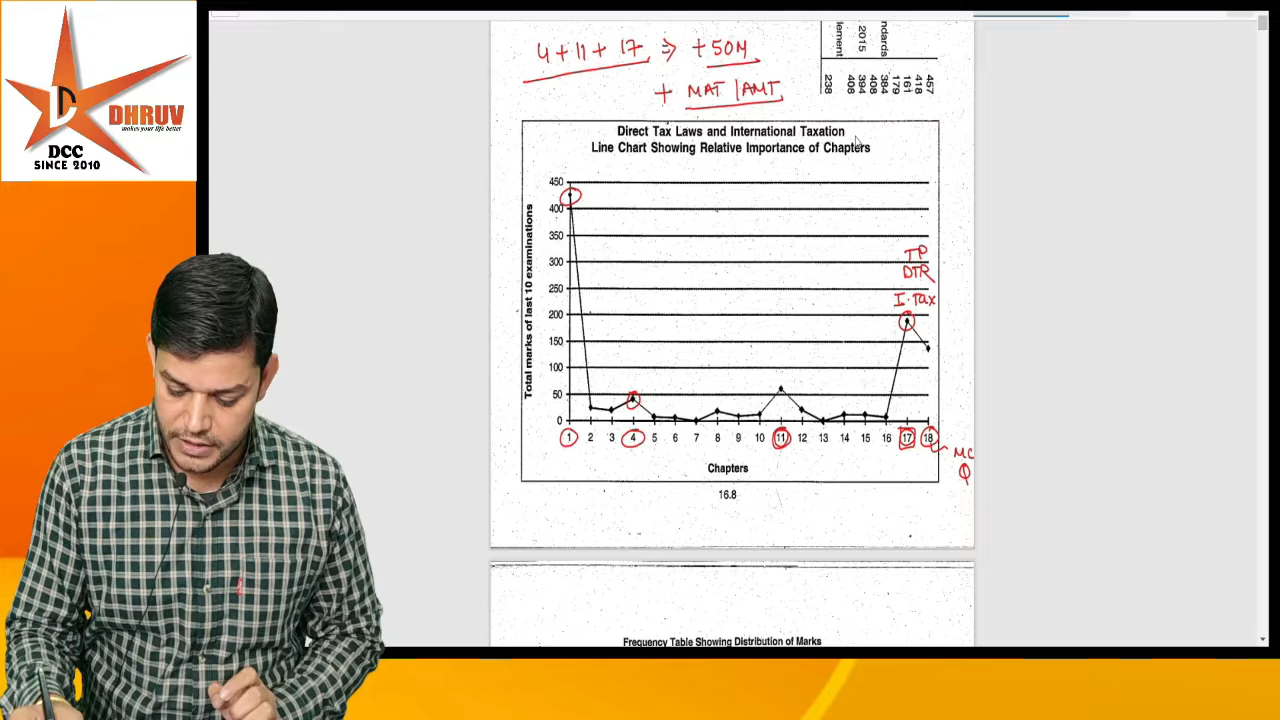 D
DHRUV
makes your life better
DCC
SINCE 2010
4+11+17 => +50M
+ MAT/AMT
ndards
2015
lement
457
418
161
179
384
408
394
408
238
Direct Tax Laws and International Taxation
Line Chart Showing Relative Importance of Chapters
Total marks of last 10 examinations
450
400
350
300
250
200
150
100
50
0
TP
DTR
I.Tax
1 2 3 4 5 6 7 8 9 10 11 12 13 14 15 16 17 18
MC
Q
Chapters
16.8
Frequency Table Showing Distribution of Marks